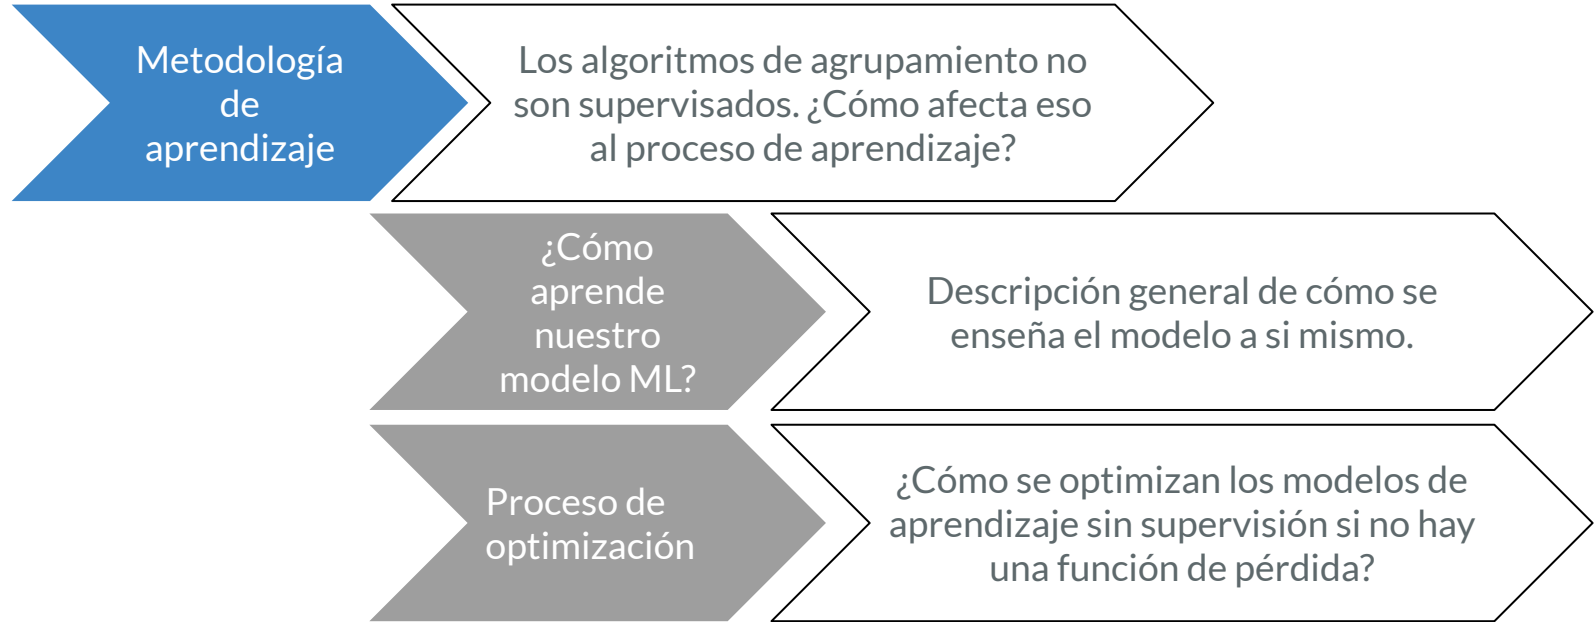 Metodología
de
aprendizaje
Los algoritmos de agrupamiento no
son supervisados. ¿Cómo afecta eso
al proceso de aprendizaje?
¿Cómo
aprende
nuestro
modelo ML?
Descripción general de cómo se
enseña el modelo a si mismo.
Proceso de
optimización
¿Cómo se optimizan los modelos de
aprendizaje sin supervisión si no hay
una función de pérdida?